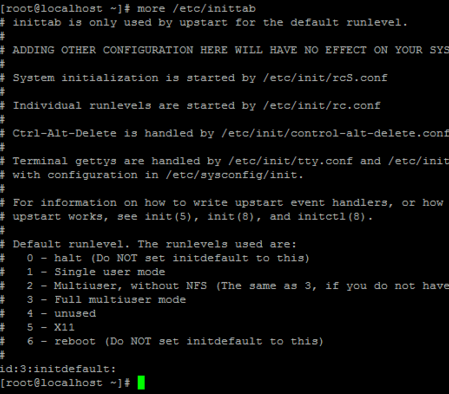 [root@localhost ~]# more /etc/inittab
# inittab is only used by upstart for the default runlevel.
#
# ADDING OTHER CONFIGURATION HERE WILL HAVE NO EFFECT ON YOUR SYS
#
# System initialization is started by /etc/init/rcS.conf
#
# Individual runlevels are started by /etc/init/rc.conf
#
# Ctrl-Alt-Delete is handled by /etc/init/control-alt-delete.conf
#
# Terminal gettys are handled by /etc/init/tty.conf and /etc/init
# with configuration in /etc/sysconfig/init.
#
# For information on how to write upstart event handlers, or how
# upstart works, see init(5), init(8), and initctl(8).
#
# Default runlevel. The runlevels used are:
#   0 - halt (Do NOT set initdefault to this)
#   1 - Single user mode
#   2 - Multiuser, without NFS (The same as 3, if you do not have
#   3 - Full multiuser mode
#   4 - unused
#   5 - X11
#   6 - reboot (Do NOT set initdefault to this)
#
id:3:initdefault:
[root@localhost ~]#